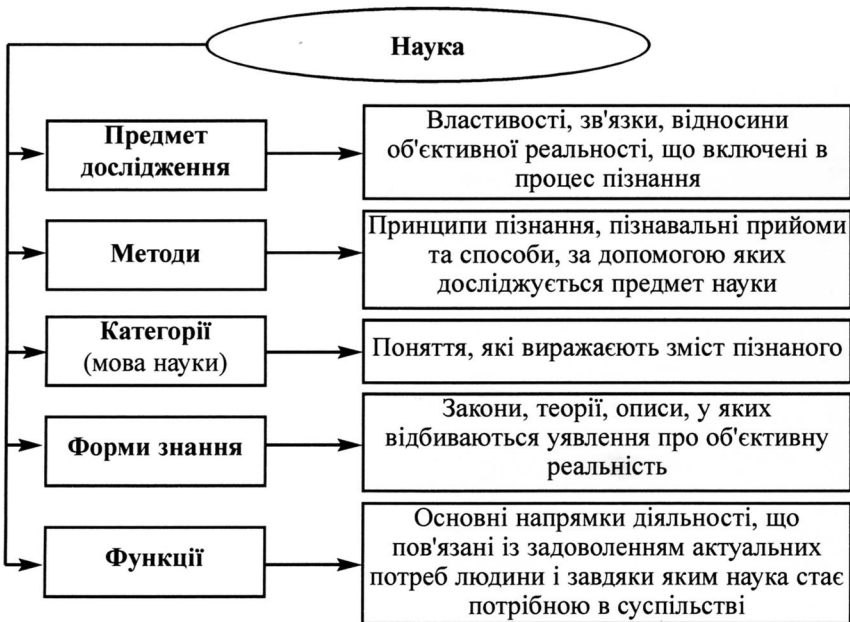 Наука
Предмет
дослідження
Властивості, зв'язки, відносини
об'єктивної реальності, що включені в
процес пізнання
Методи
Принципи пізнання, пізнавальні прийоми
та способи, за допомогою яких
досліджується предмет науки
Категорії
(мова науки)
Поняття, які виражають зміст пізнаного
Форми знання
Закони, теорії, описи, у яких
відбиваються уявлення про об'єктивну
реальність
Функції
Основні напрямки діяльності, що
пов'язані із задоволенням актуальних
потреб людини і завдяки яким наука стає
потрібною в суспільстві